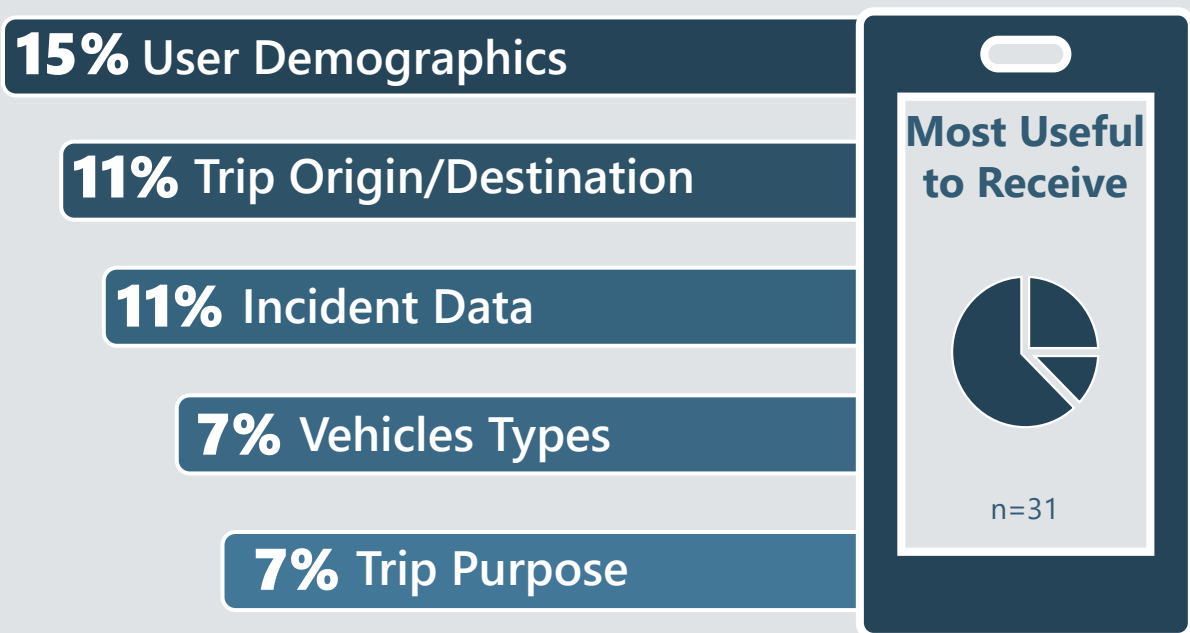 15% User Demographics
11% Trip Origin/Destination
11% Incident Data
7% Vehicles Types
7% Trip Purpose
Most Useful
to Receive
n=31